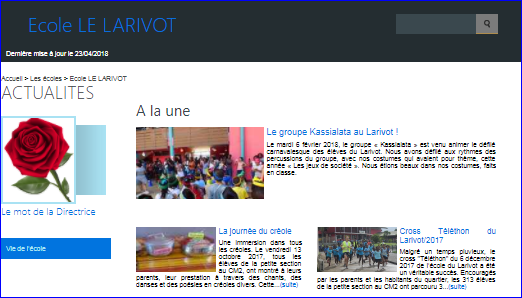 Ecole LE LARIVOT
Dernière mise à jour le 23/04/2018
Accueil > Les écoles > Ecole LE LARIVOT
ACTUALITES
Le mot de la Directrice
Vie de l'école
A la une
Le groupe Kassialata au Larivot !
Le mardi 6 février 2018, le groupe « Kassialata » est venu animer le défilé
carnavalesque des élèves du Larivot. Nous avons défilé aux rythmes des
percussions du groupe, avec nos costumes qui avaient pour thème, cette
année « Les jeux de société ». Nous étions beaux dans nos costumes, faits
en classe.
La journée du créole
Une immersion dans tous
les créoles. Le vendredi 13
octobre 2017, tous les
élèves de la petite section
au CM2, ont montré à leurs
parents, leur prestation à travers des chants, des
danses et des poésies en créoles divers. Cette...(suite)
Cross Téléthon du
Larivot/2017
Malgré un temps pluvieux, le
cross "Téléthon" du 6 décembre
2017 de l'école du Larivot a été
un véritable succès. Encouragés
par les parents et les habitants du quartier, les 313 élèves
de la petite section au CM2 ont parcouru 3...(suite)